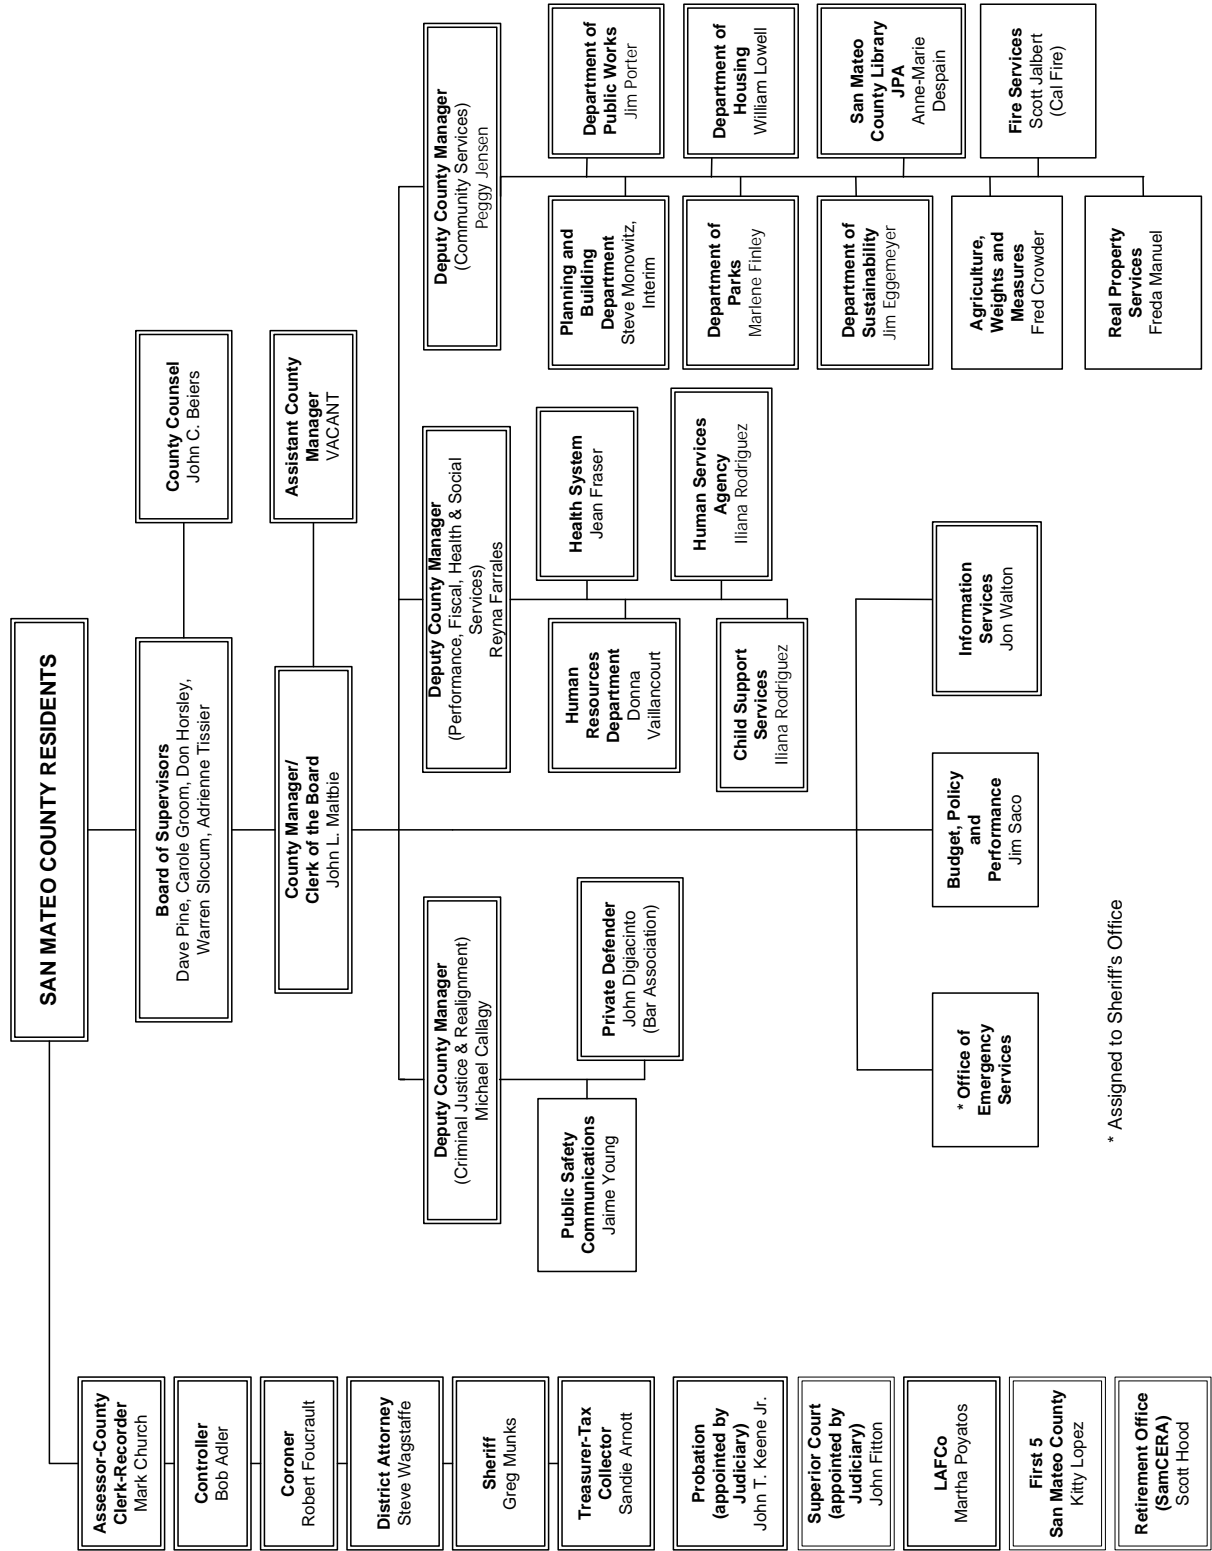 SAN MATEO COUNTY RESIDENTS
Board of Supervisors
Dave Pine, Carole Groom, Don Horsley,
Warren Slocum, Adrienne Tissier
County Counsel
John C. Beiers
County Manager/
Clerk of the Board
John L. Maltbie
Assistant County
Manager
VACANT
Assessor-County
Clerk-Recorder
Mark Church
Controller
Bob Adler
Coroner
Robert Foucrault
District Attorney
Steve Wagstaffe
Sheriff
Greg Munks
Treasurer-Tax
Collector
Sandie Arnott
Probation
(appointed by
Judiciary)
John T. Keene Jr.
Superior Court
(appointed by
Judiciary)
John Fitton
LAFCo
Martha Poyatos
First 5
San Mateo County
Kitty Lopez
Retirement Office
(SamCERA)
Scott Hood
Deputy County Manager
(Criminal Justice & Realignment)
Michael Callagy
Public Safety
Communications
Jaime Young
Private Defender
John Digiacinto
(Bar Association)
Deputy County Manager
(Performance, Fiscal, Health & Social
Services)
Reyna Farrales
Health System
Jean Fraser
Human
Resources
Department
Donna
Vaillancourt
Human Services
Agency
Iliana Rodriguez
Child Support
Services
Iliana Rodriguez
Deputy County Manager
(Community Services)
Peggy Jensen
Department of
Public Works
Jim Porter
Planning and
Building
Department
Steve Monowitz,
Interim
Department of
Housing
William Lowell
Department of
Parks
Marlene Finley
San Mateo
County Library
JPA
Anne-Marie
Despain
Department of
Sustainability
Jim Eggemeyer
Fire Services
Scott Jalbert
(Cal Fire)
Agriculture,
Weights and
Measures
Fred Crowder
Real Property
Services
Freda Manuel
* Office of
Emergency
Services
Budget, Policy
and
Performance
Jim Saco
Information
Services
Jon Walton
* Assigned to Sheriff's Office